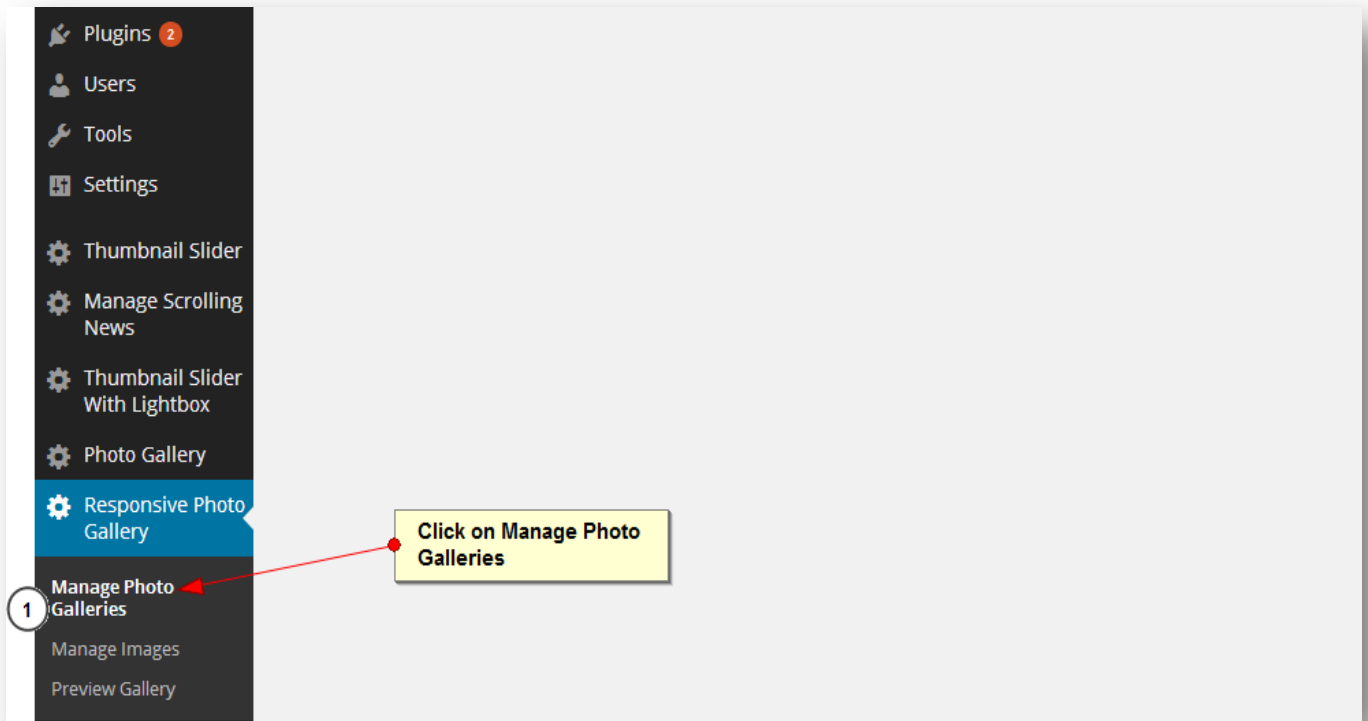 Plugins 2
Users
Tools
Settings
Thumbnail Slider
Manage Scrolling
News
Thumbnail Slider
With Lightbox
Photo Gallery
Responsive Photo
Gallery
Click on Manage Photo
Galleries
Manage Photo
1 Galleries
Manage Images
Preview Gallery